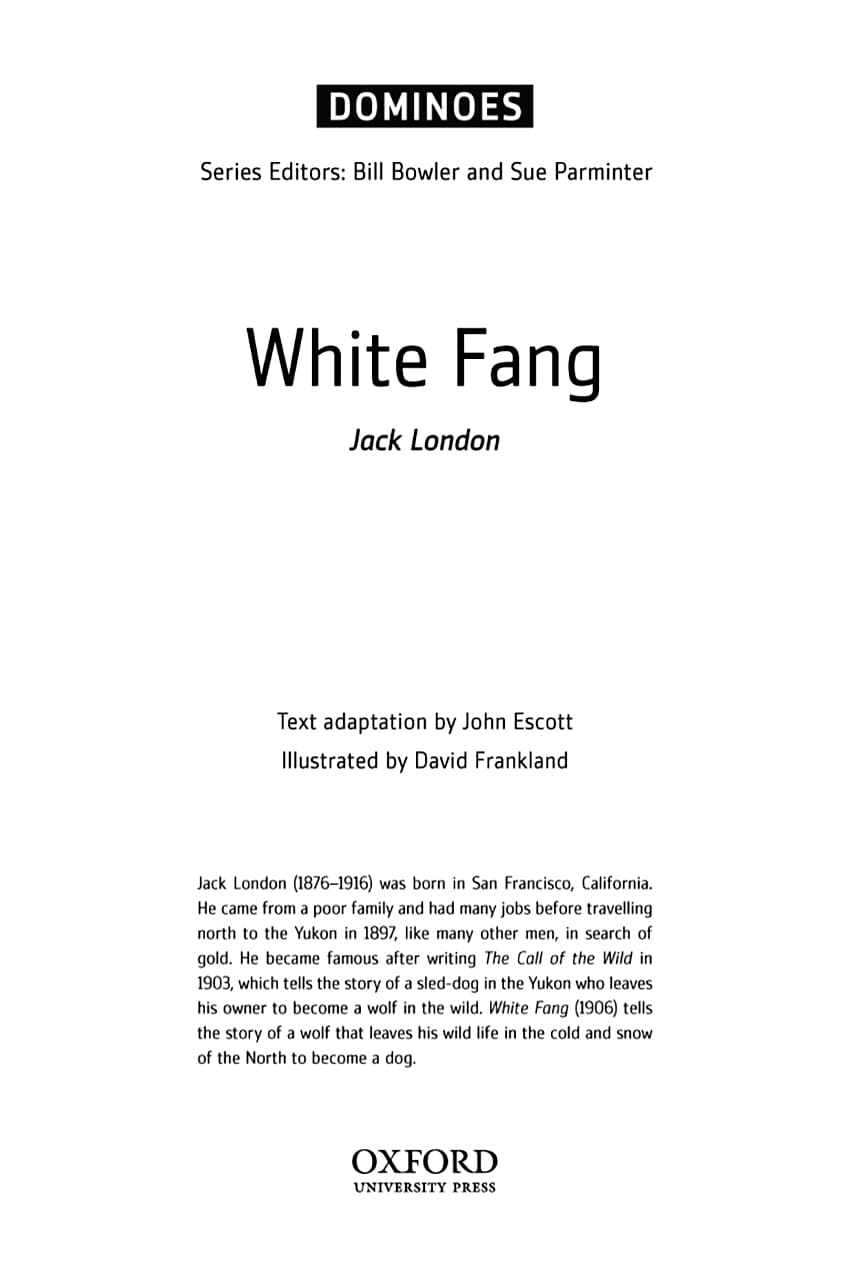 DOMINOES
Series Editors: Bill Bowler and Sue Parminter
White Fang
Jack London
Text adaptation by John Escott
Illustrated by David Frankland
Jack London (1876–1916) was born in San Francisco, California.
He came from a poor family and had many jobs before travelling
north to the Yukon in 1897, like many other men, in search of
gold. He became famous after writing The Call of the Wild in
1903, which tells the story of a sled-dog in the Yukon who leaves
his owner to become a wolf in the wild. White Fang (1906) tells
the story of a wolf that leaves his wild life in the cold and snow
of the North to become a dog.
OXFORD
UNIVERSITY PRESS